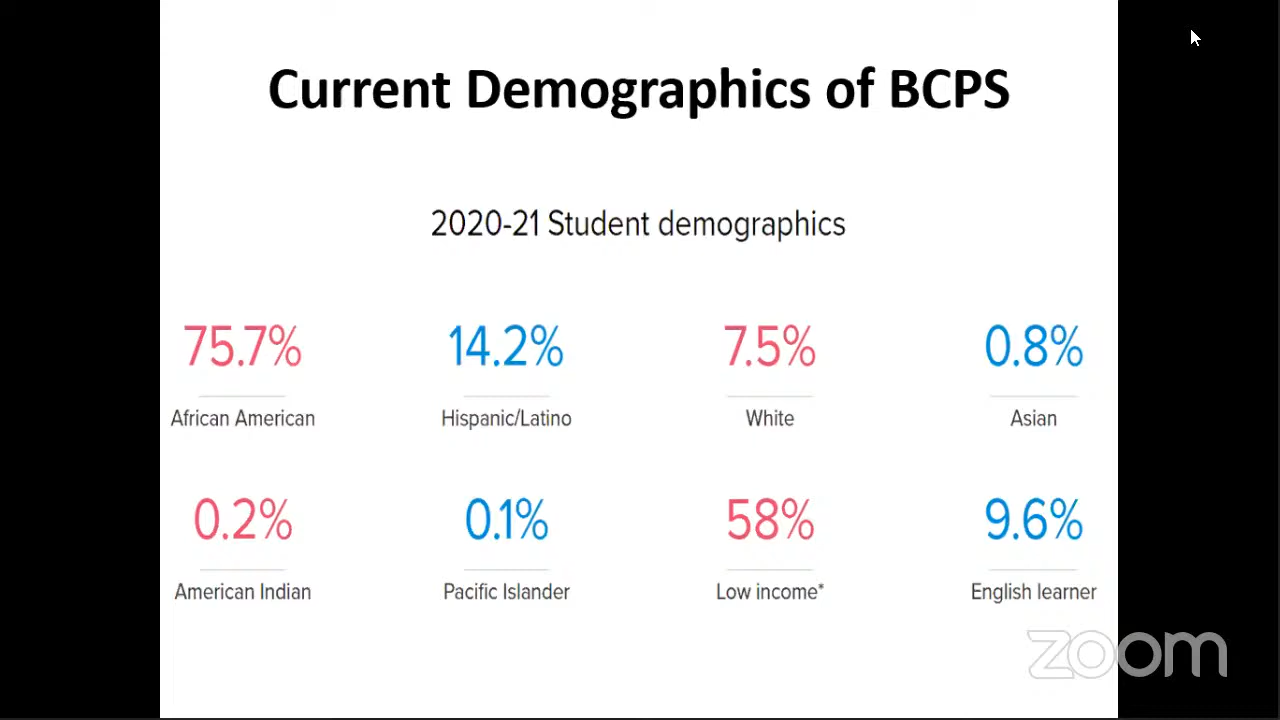 Current Demographics of BCPS
2020-21 Student demographics
75.7%
African American
14.2%
Hispanic/Latino
7.5%
White
0.8%
Asian
0.2%
American Indian
0.1%
Pacific Islander
58%
Low income*
9.6%
English learner
zoom